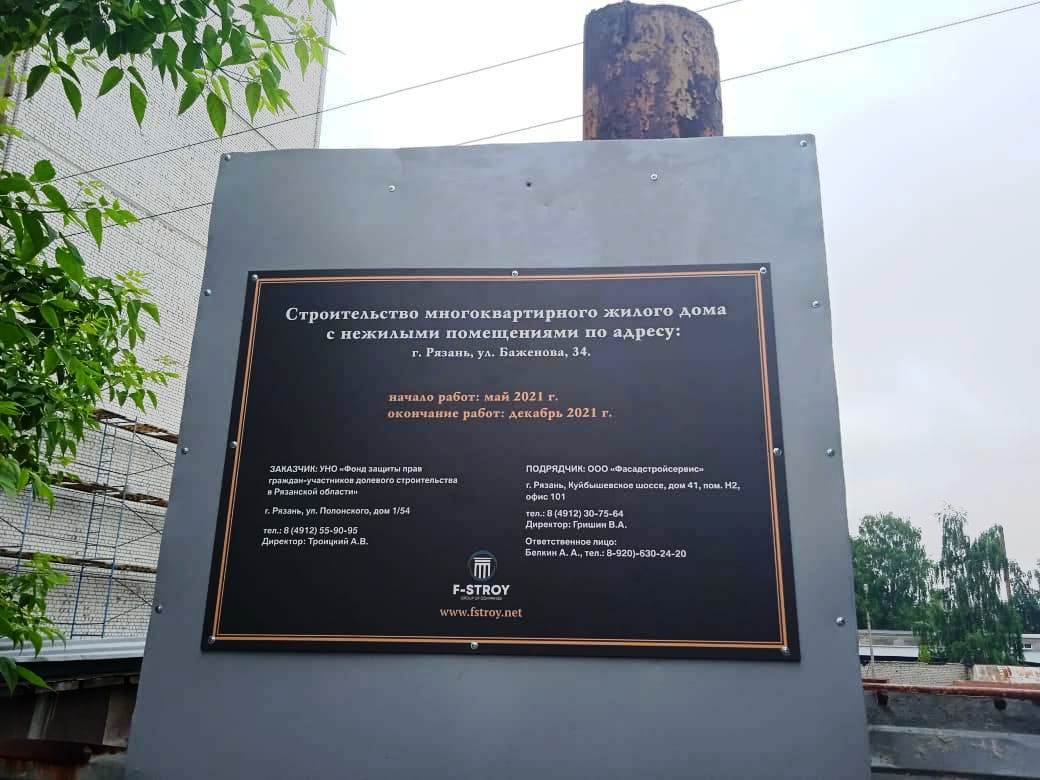 Строительство многоквартирного жилого дома
с нежилыми помещениями по адресу:
г. Рязань, ул. Баженова, 34.
начало работ: май 2021 г.
окончание работ: декабрь 2021 г.
ЗАКАЗЧИК: УНО «Фонд защиты прав
граждан-участников долевого строительства
в Рязанской области»
г. Рязань, ул. Полонского, дом 1/54
тел.: 8 (4912) 55-90-95
Директор: Троицкий А.В.
ПОДРЯДЧИК: ООО «Фасадстройсервис»
г. Рязань, Куйбышевское шоссе, дом 41, пом. Н2,
офис 101
тел.: 8 (4912) 30-75-64
Директор: Гришин В.А.
Ответственное лицо:
Белкин А. А., тел.: 8-920)-630-24-20
F-STROY
GROUP OF COMPANIES
www.fstroy.net